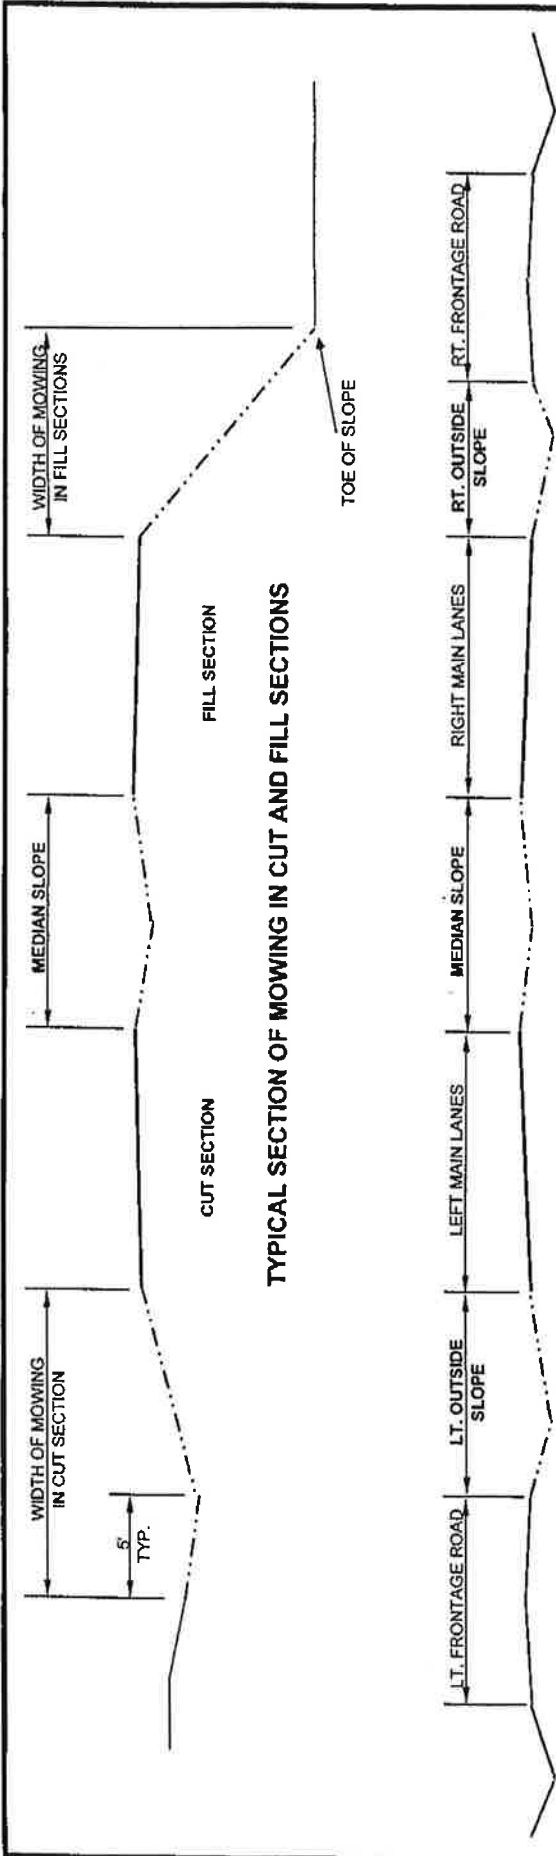 WIDTH OF MOWING
IN CUT SECTION
5'
TYP.
MEDIAN SLOPE
WIDTH OF MOWING
IN FILL SECTIONS
CUT SECTION
FILL SECTION
TOE OF SLOPE
TYPICAL SECTION OF MOWING IN CUT AND FILL SECTIONS
LT. FRONTAGE ROAD
LT. OUTSIDE
SLOPE
LEFT MAIN LANES
MEDIAN SLOPE
RIGHT MAIN LANES
RT. OUTSIDE
SLOPE
RT. FRONTAGE ROAD